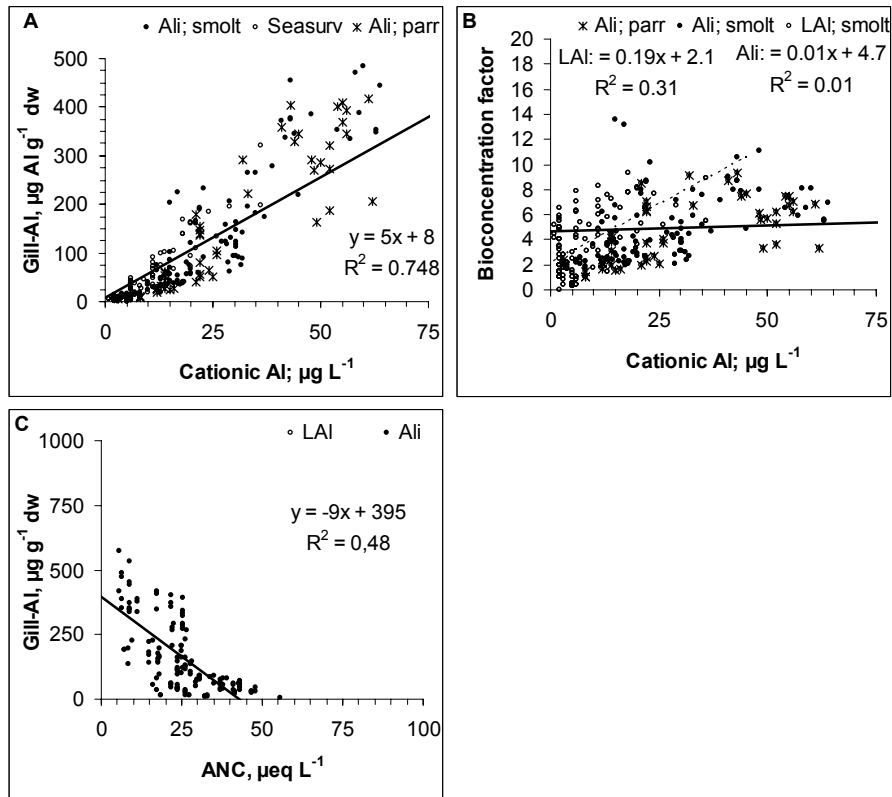 A
• Ali; smolt ○ Seasurv ж Ali; parr
500
400
300
200
100
0
Gill-Al, µg Al g⁻¹ dw
y = 5x + 8
R² = 0.748
0 25 50 75
Cationic Al; µg L⁻¹
B
ж Ali; parr • Ali; smolt ○ LAI; smolt
20
18
16
14
12
10
8
6
4
2
0
LAI: = 0.19x + 2.1
R² = 0.31
Ali: = 0.01x + 4.7
R² = 0.01
Bioconcentration factor
0 25 50 75
Cationic Al; µg L⁻¹
C
○ LAI • Ali
1000
750
500
250
0
Gill-Al, µg g⁻¹ dw
y = -9x + 395
R² = 0,48
0 25 50 75 100
ANC, µeq L⁻¹